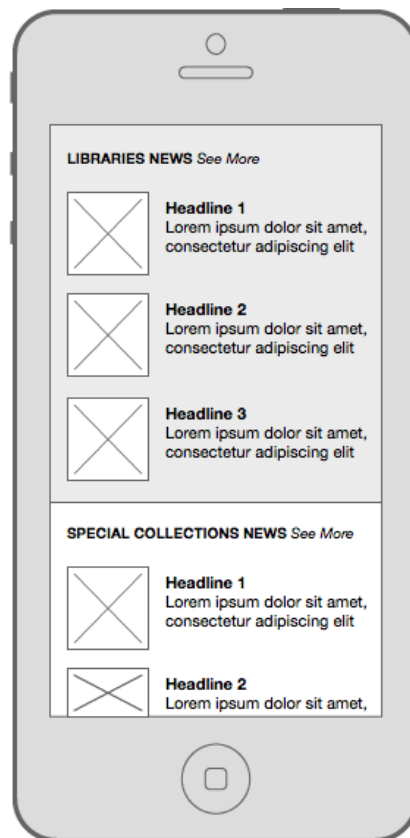 LIBRARIES NEWS See More
Headline 1
Lorem ipsum dolor sit amet,
consectetur adipiscing elit
Headline 2
Lorem ipsum dolor sit amet,
consectetur adipiscing elit
Headline 3
Lorem ipsum dolor sit amet,
consectetur adipiscing elit
SPECIAL COLLECTIONS NEWS See More
Headline 1
Lorem ipsum dolor sit amet,
consectetur adipiscing elit
Headline 2
Lorem ipsum dolor sit amet,